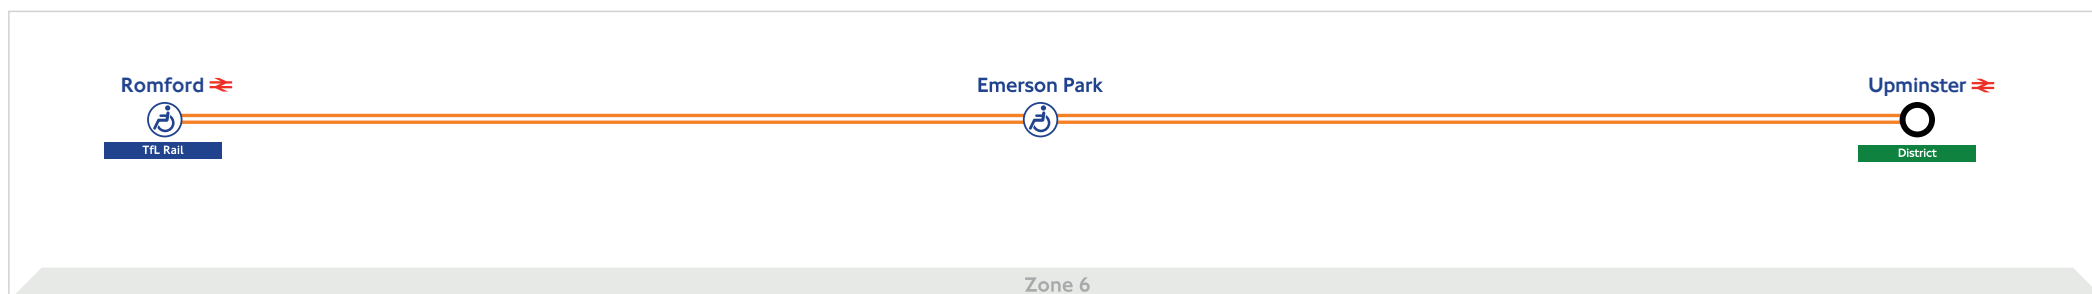 Romford
Emerson Park
Upminster
TfL Rail
District
Zone 6